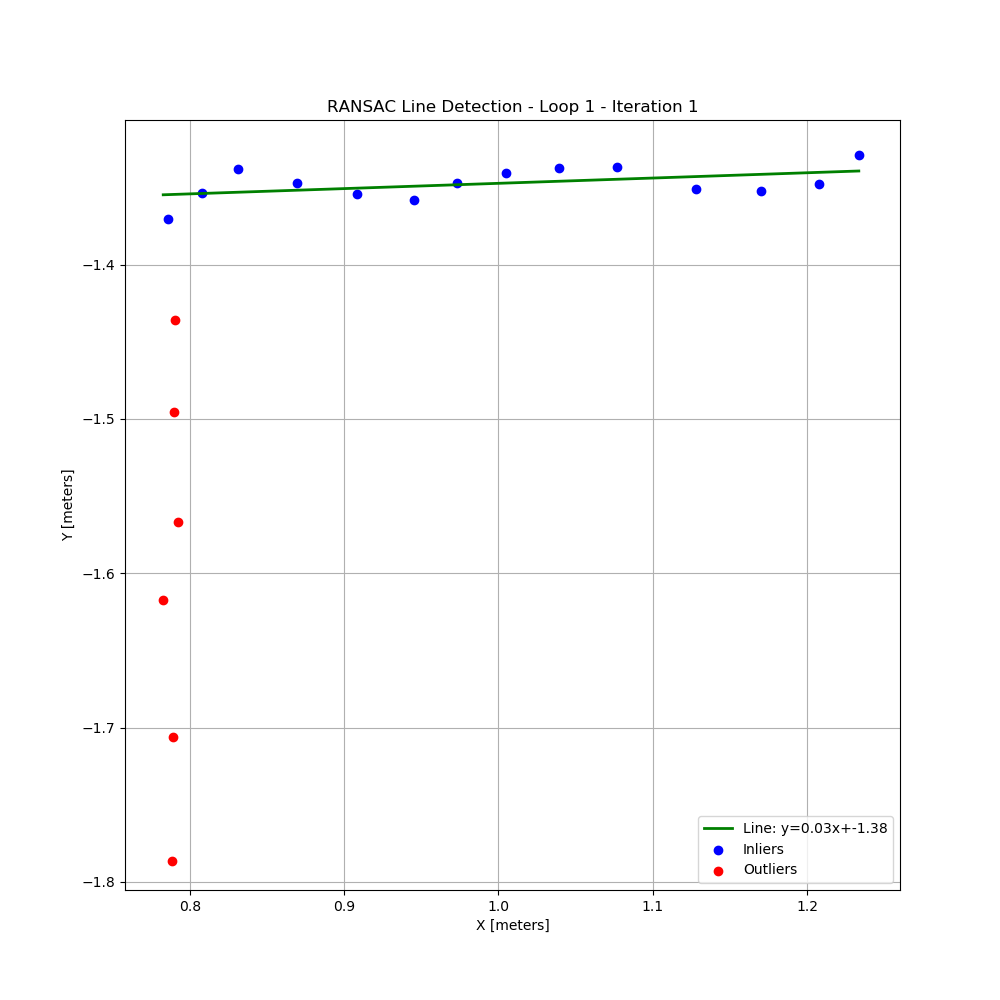 RANSAC Line Detection - Loop 1 - Iteration 1
Y [meters]
−1.4
−1.5
−1.6
−1.7
−1.8
0.8 0.9 1.0 1.1 1.2
X [meters]
Line: y=0.03x+-1.38
Inliers
Outliers